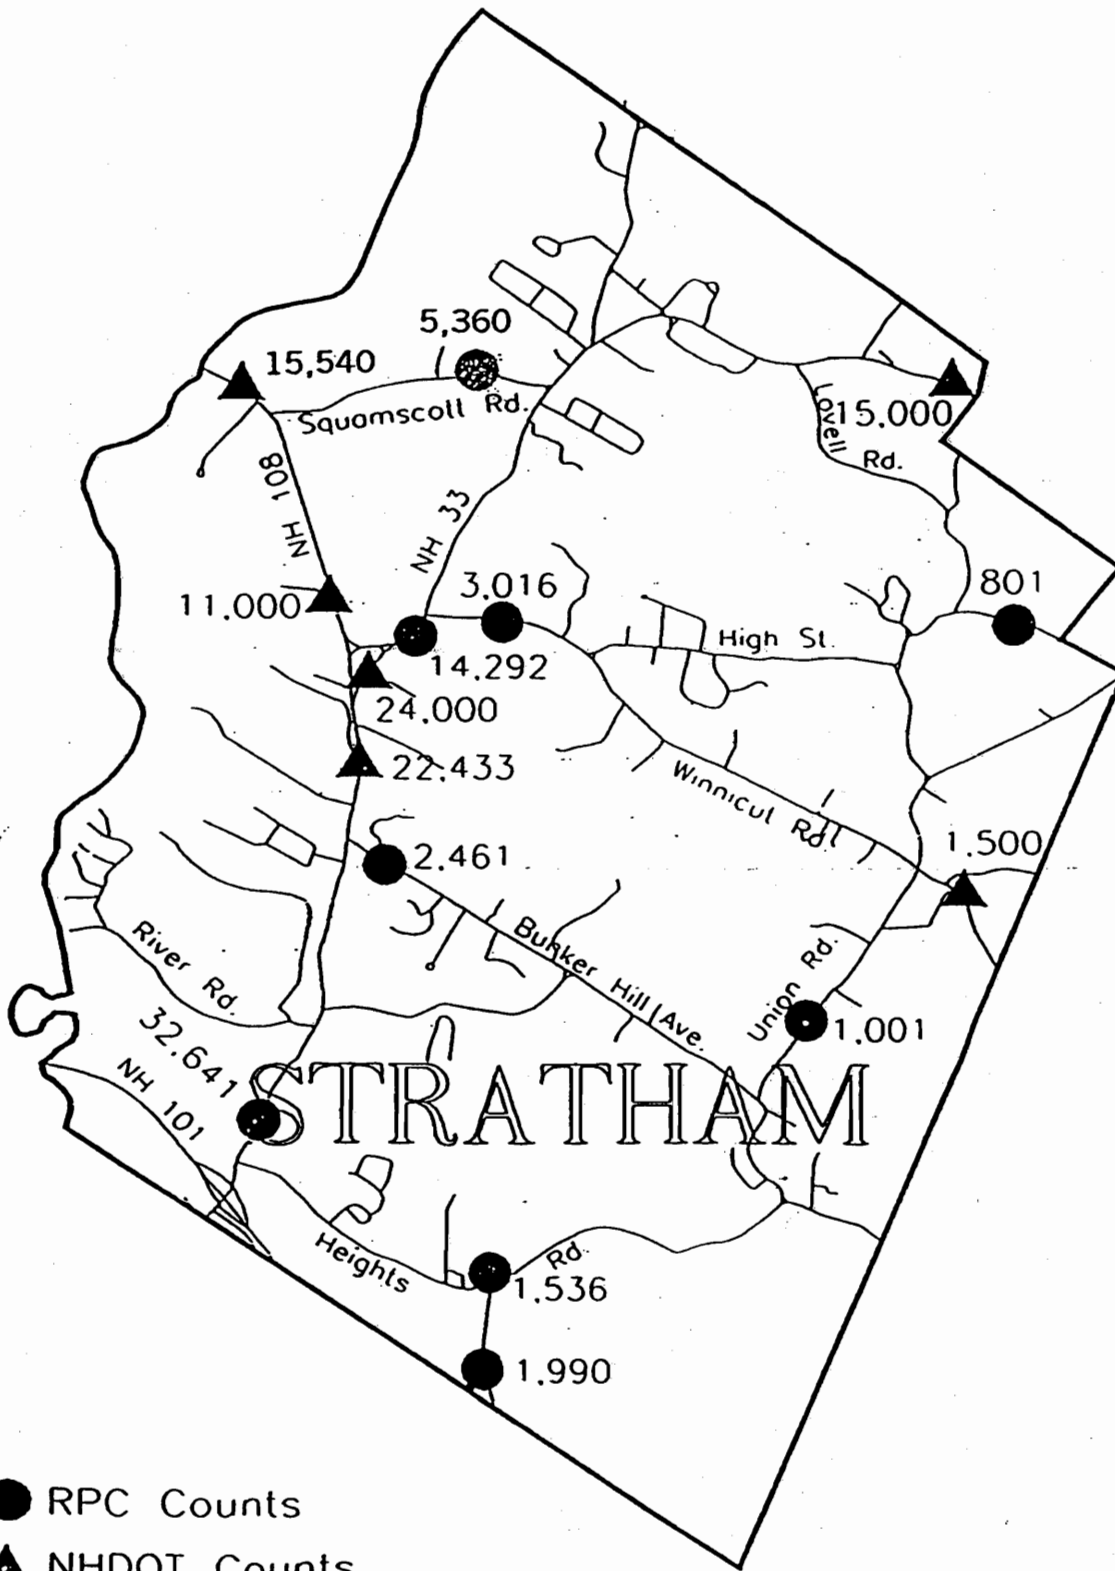 5,360
15,540
Squamscott Rd.
15.000
Lovell
Rd.
NH 108
NH 33
3.016
801
11.000
High St.
14.292
24.000
22.433
Winnicut Rd.
1.500
2.461
River Rd.
Bunker Hill Ave.
Union Rd.
1.001
32.641
NH 101
STRATHAM
Heights Rd.
1.536
1.990
RPC Counts
NHDOT Counts